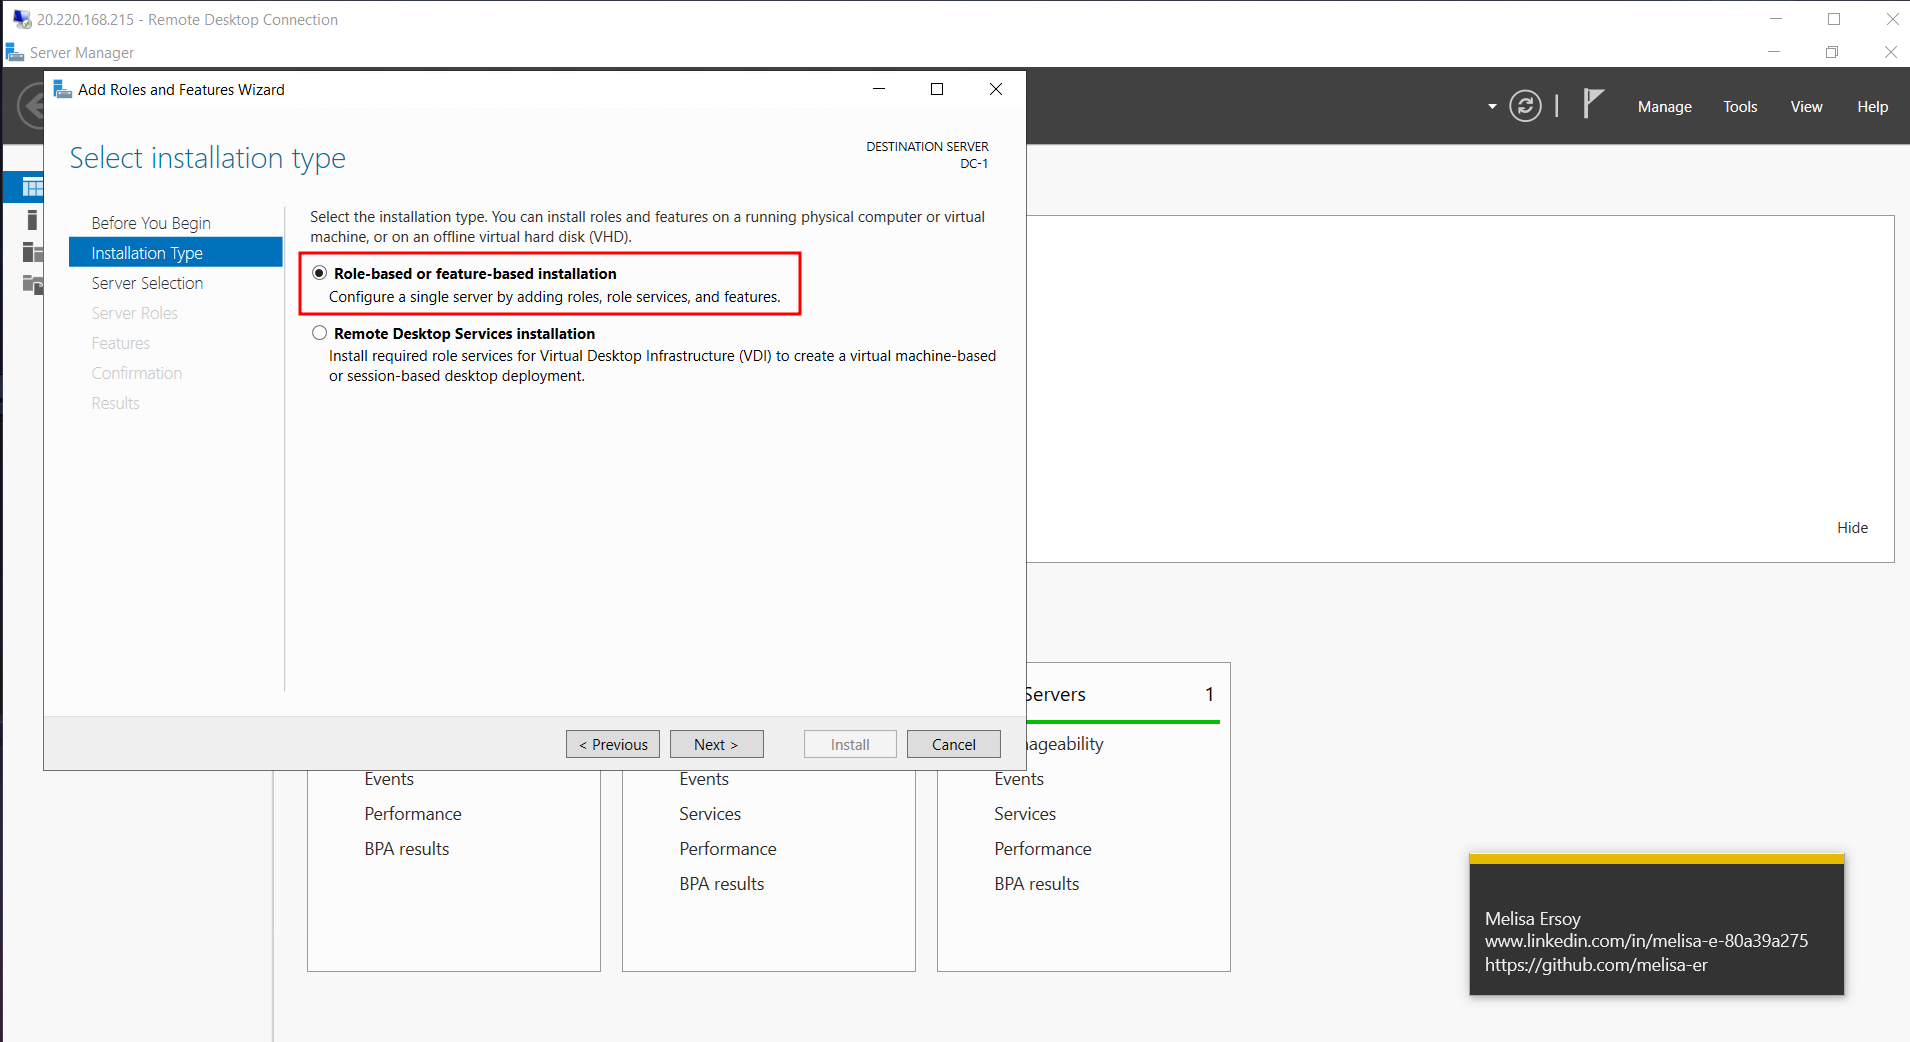 20.220.168.215 - Remote Desktop Connection
Server Manager
Add Roles and Features Wizard
Manage
Tools
View
Help
Select installation type
DESTINATION SERVER
DC-1
Before You Begin
Installation Type
Server Selection
Server Roles
Features
Confirmation
Results
Select the installation type. You can install roles and features on a running physical computer or virtual
machine, or on an offline virtual hard disk (VHD).
Role-based or feature-based installation
Configure a single server by adding roles, role services, and features.
Remote Desktop Services installation
Install required role services for Virtual Desktop Infrastructure (VDI) to create a virtual machine-based
or session-based desktop deployment.
Hide
< Previous
Next >
Install
Cancel
Servers
1
ageability
Events
Performance
BPA results
Events
Services
Performance
BPA results
Events
Services
Performance
BPA results
Melisa Ersoy
www.linkedin.com/in/melisa-e-80a39a275
https://github.com/melisa-er